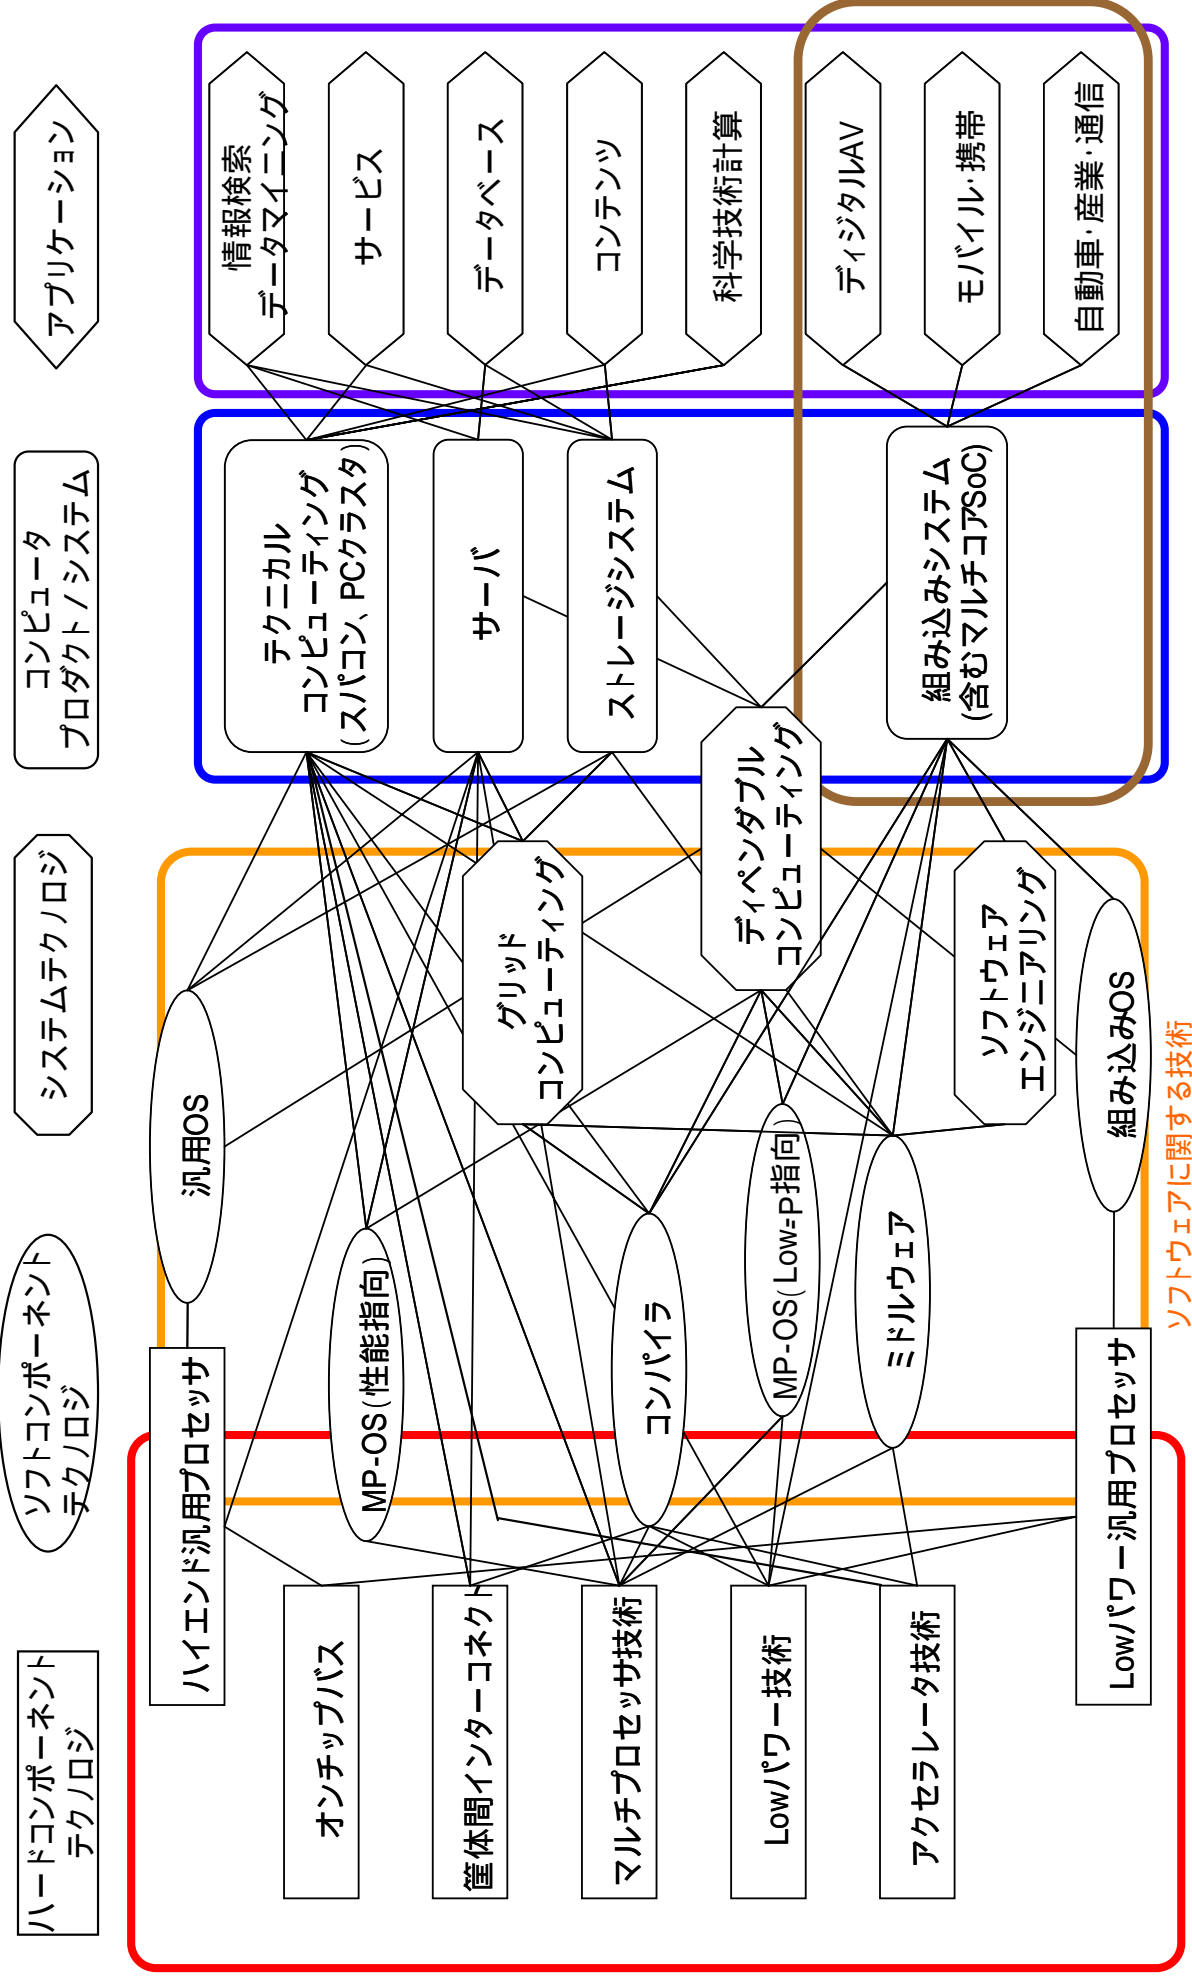 アプリケーション
情報検索
データマイニング
サービス
データベース
コンテンツ
科学技術計算
ディジタルAV
モバイル・携帯
自動車・産業・通信
コンピュータ
プロダクト／システム
テクニカル
コンピューティング
(スパコン、PCクラスタ)
サーバ
ストレージシステム
組み込みシステム
(含むマルチコアSoC)
システムテクノロジ
グリッド
コンピューティング
ディペンダブル
コンピューティング
ソフトウェア
エンジニアリング
ソフトコンポーネント
テクノロジ
汎用OS
MP-OS(性能指向)
コンパイラ
MP-OS(Low-P指向)
ミドルウェア
組み込みOS
ソフトウェアに関する技術
ハードコンポーネント
テクノロジ
ハイエンド汎用プロセッサ
オンチップバス
筐体間インターコネクト
マルチプロセッサ技術
Lowパワー技術
アクセラレータ技術
Lowパワー汎用プロセッサ